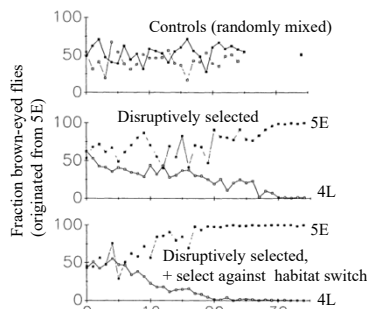 Fraction brown-eyed flies
(originated from 5E)
100
Controls (randomly mixed)
50
0
100
Disruptively selected
5E
50
0
4L
100
5E
50
Disruptively selected,
+ select against habitat switch
0
4L